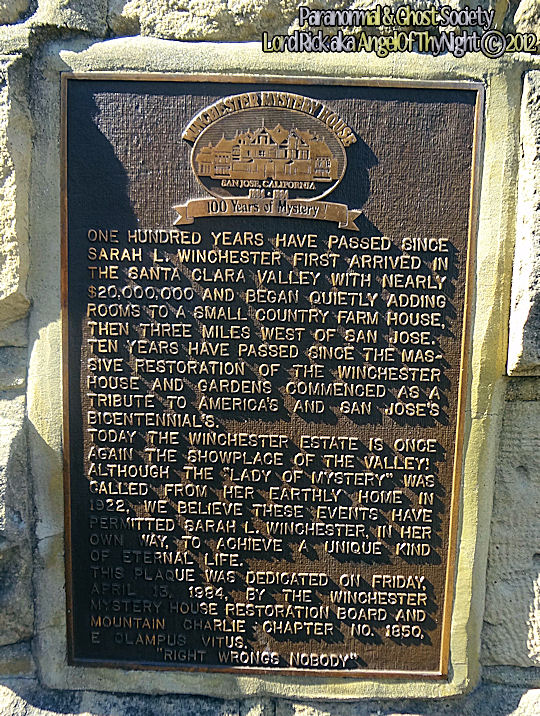 Paranormal & Ghost Society
Lord Rick aka AngelOfThyNight © 2012
WINCHESTER MYSTERY HOUSE
SAN JOSE, CALIFORNIA
1884 • 1984
100 Years of Mystery
ONE HUNDRED YEARS HAVE PASSED SINCE
SARAH L. WINCHESTER FIRST ARRIVED IN
THE SANTA CLARA VALLEY WITH NEARLY
$20,000,000 AND BEGAN QUIETLY ADDING
ROOMS TO A SMALL COUNTRY FARM HOUSE,
THEN THREE MILES WEST OF SAN JOSE.
TEN YEARS HAVE PASSED SINCE THE MAS-
SIVE RESTORATION OF THE WINCHESTER
HOUSE AND GARDENS COMMENCED AS A
TRIBUTE TO AMERICA'S AND SAN JOSE'S
BICENTENNIAL'S.
TODAY THE WINCHESTER ESTATE IS ONCE
AGAIN THE SHOWPLACE OF THE VALLEY!
ALTHOUGH THE "LADY OF MYSTERY" WAS
CALLED FROM HER EARTHLY HOME IN
1922, WE BELIEVE THESE EVENTS HAVE
PERMITTED SARAH L. WINCHESTER, IN HER
OWN WAY, TO ACHIEVE A UNIQUE KIND
OF ETERNAL LIFE.
THIS PLAQUE WAS DEDICATED ON FRIDAY,
APRIL 13, 1984, BY THE WINCHESTER
MYSTERY HOUSE RESTORATION BOARD AND
MOUNTAIN CHARLIE CHAPTER NO. 1850,
E CLAMPUS VITUS.
"RIGHT WRONGS NOBODY"